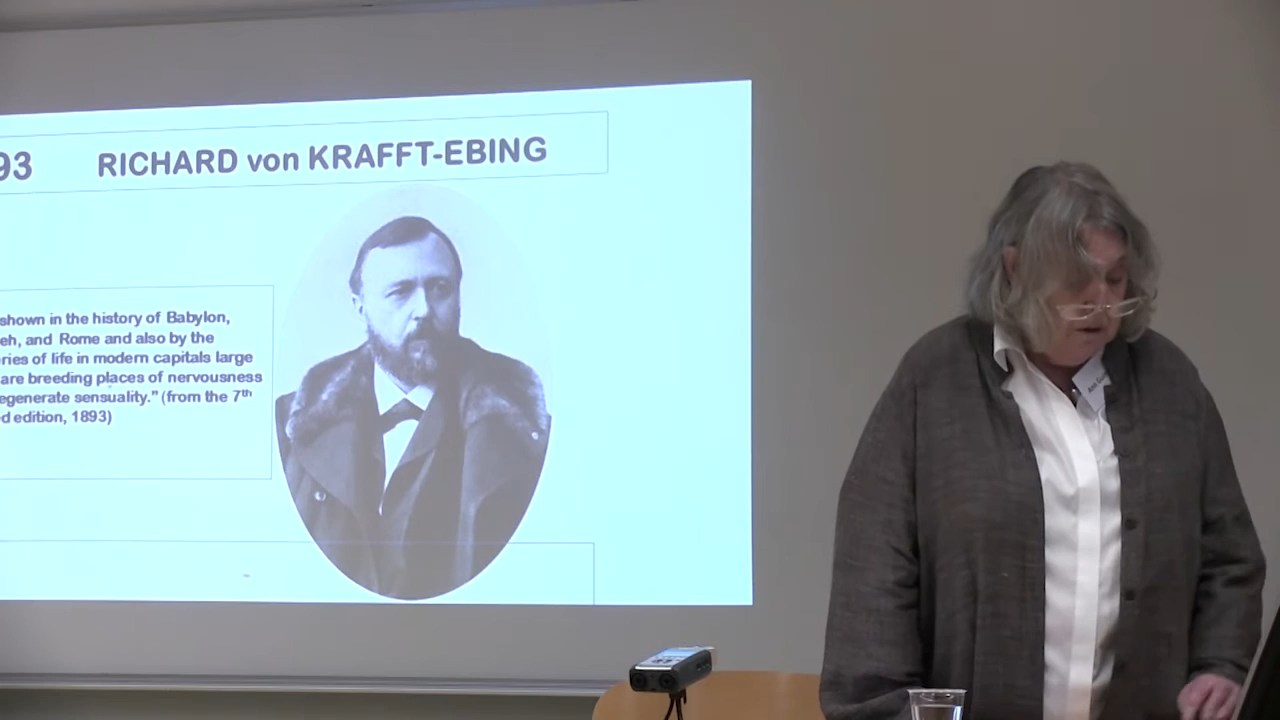 93 RICHARD von KRAFFT-EBING
shown in the history of Babylon,
eh, and Rome and also by the
ries of life in modern capitals large
are breeding places of nervousness
egenerate sensuality." (from the 7th
d edition, 1893)